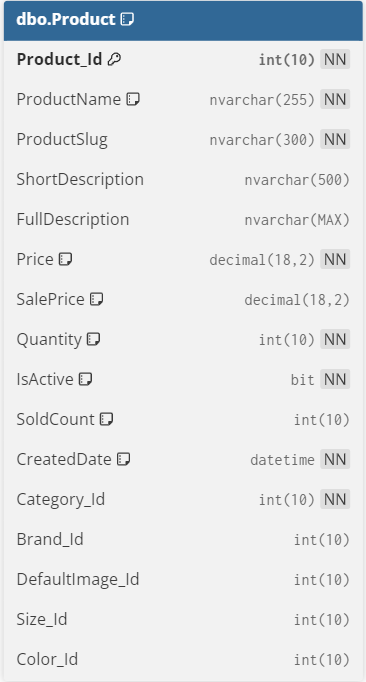 dbo.Product
Product_Id int(10) NN
ProductName nvarchar(255) NN
ProductSlug nvarchar(300) NN
ShortDescription nvarchar(500)
FullDescription nvarchar(MAX)
Price decimal(18,2) NN
SalePrice decimal(18,2)
Quantity int(10) NN
IsActive bit NN
SoldCount int(10)
CreatedDate datetime NN
Category_Id int(10) NN
Brand_Id int(10)
DefaultImage_Id int(10)
Size_Id int(10)
Color_Id int(10)